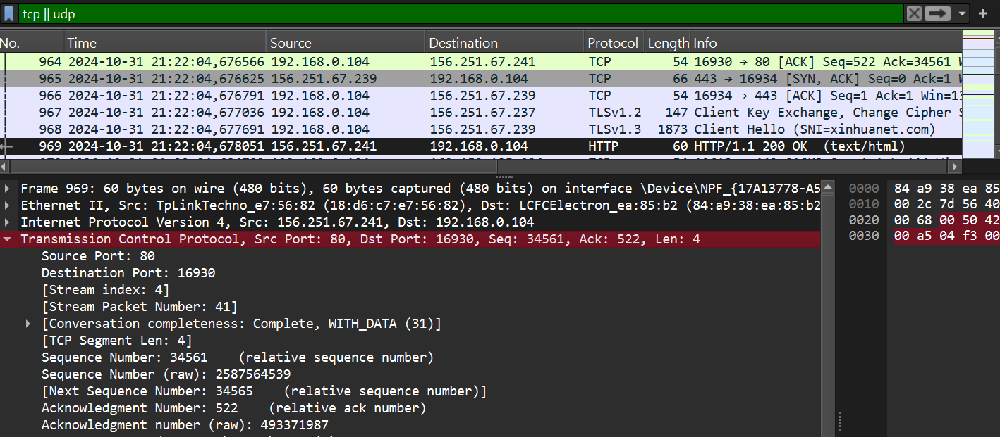 tcp || udp
No. Time Source Destination Protocol Length Info
964 2024-10-31 21:22:04,676566 192.168.0.104 156.251.67.241 TCP 54 16930 → 80 [ACK] Seq=522 Ack=34561
965 2024-10-31 21:22:04,676625 156.251.67.239 192.168.0.104 TCP 66 443 → 16934 [SYN, ACK] Seq=0 Ack=1
966 2024-10-31 21:22:04,676791 192.168.0.104 156.251.67.239 TCP 54 16934 → 443 [ACK] Seq=1 Ack=1 Win=13
967 2024-10-31 21:22:04,677036 192.168.0.104 156.251.67.237 TLSv1.2 147 Client Key Exchange, Change Cipher
968 2024-10-31 21:22:04,677691 192.168.0.104 156.251.67.239 TLSv1.3 1873 Client Hello (SNI=xinhuanet.com)
969 2024-10-31 21:22:04,678051 156.251.67.241 192.168.0.104 HTTP 60 HTTP/1.1 200 OK (text/html)
Frame 969: 60 bytes on wire (480 bits), 60 bytes captured (480 bits) on interface \Device\NPF_{17A13778-A5
Ethernet II, Src: TpLinkTechno_e7:56:82 (18:d6:c7:e7:56:82), Dst: LCFCElectron_ea:85:b2 (84:a9:38:ea:85:b2
Internet Protocol Version 4, Src: 156.251.67.241, Dst: 192.168.0.104
Transmission Control Protocol, Src Port: 80, Dst Port: 16930, Seq: 34561, Ack: 522, Len: 4
Source Port: 80
Destination Port: 16930
[Stream index: 4]
[Stream Packet Number: 41]
[Conversation completeness: Complete, WITH_DATA (31)]
[TCP Segment Len: 4]
Sequence Number: 34561 (relative sequence number)
Sequence Number (raw): 2587564539
[Next Sequence Number: 34565 (relative sequence number)]
Acknowledgment Number: 522 (relative ack number)
Acknowledgment number (raw): 493371987
0000 84 a9 38 ea 85
0010 00 2c 7d 56 40
0020 00 68 00 50 42
0030 00 a5 04 f3 00